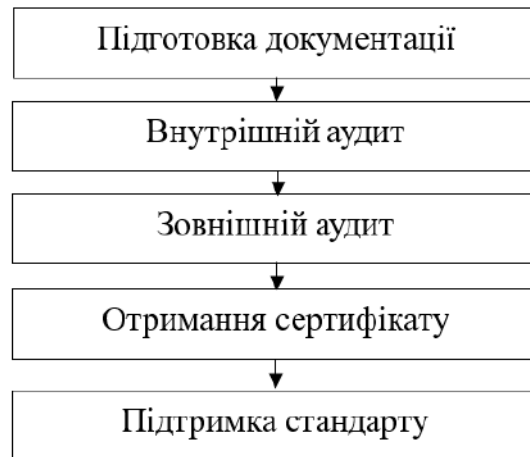 Підготовка документації
Внутрішній аудит
Зовнішній аудит
Отримання сертифікату
Підтримка стандарту